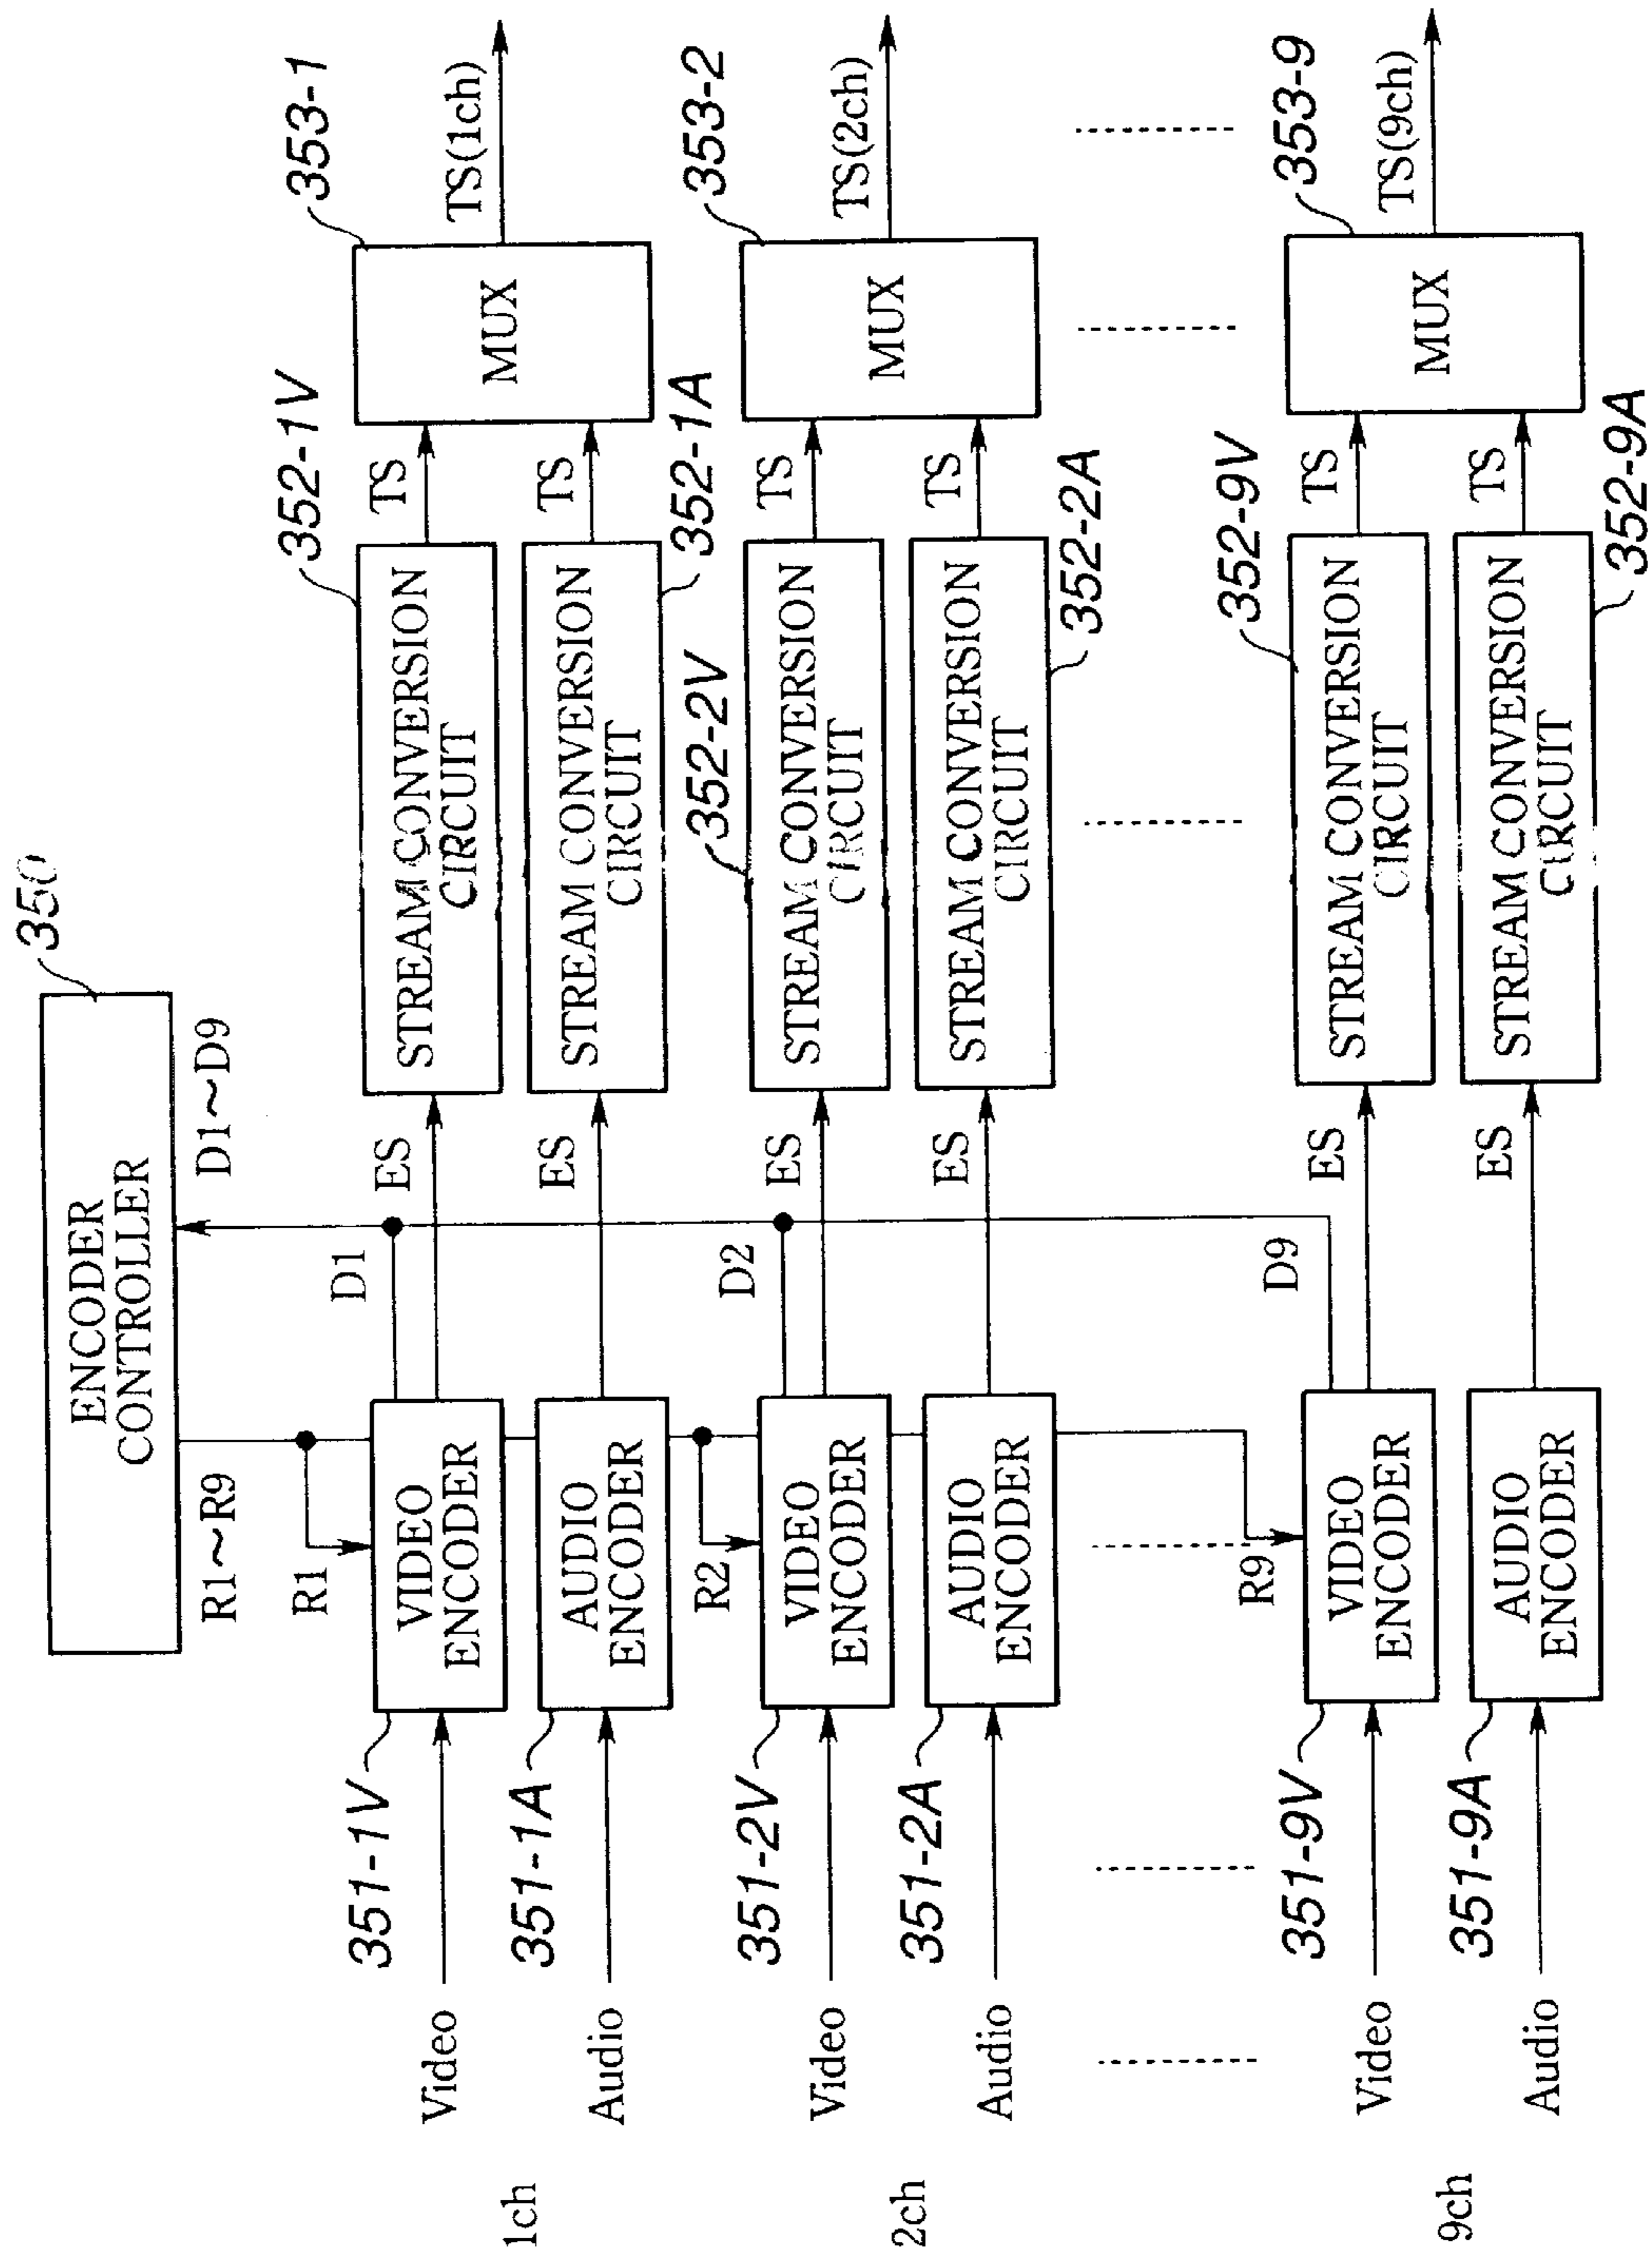 350
ENCODER
CONTROLLER
R1~R9
D1~D9
1ch
Video
351-1V
R1
VIDEO
ENCODER
D1
ES
STREAM CONVERSION
CIRCUIT
352-1V
TS
Audio
351-1A
AUDIO
ENCODER
ES
STREAM CONVERSION
CIRCUIT
352-1A
TS
353-1
MUX
TS(1ch)
2ch
Video
351-2V
R2
VIDEO
ENCODER
D2
ES
352-2V
STREAM CONVERSION
CIRCUIT
TS
Audio
351-2A
AUDIO
ENCODER
ES
STREAM CONVERSION
CIRCUIT
352-2A
TS
353-2
MUX
TS(2ch)
9ch
Video
351-9V
R9
VIDEO
ENCODER
D9
ES
STREAM CONVERSION
CIRCUIT
352-9V
TS
Audio
351-9A
AUDIO
ENCODER
ES
STREAM CONVERSION
CIRCUIT
352-9A
TS
353-9
MUX
TS(9ch)